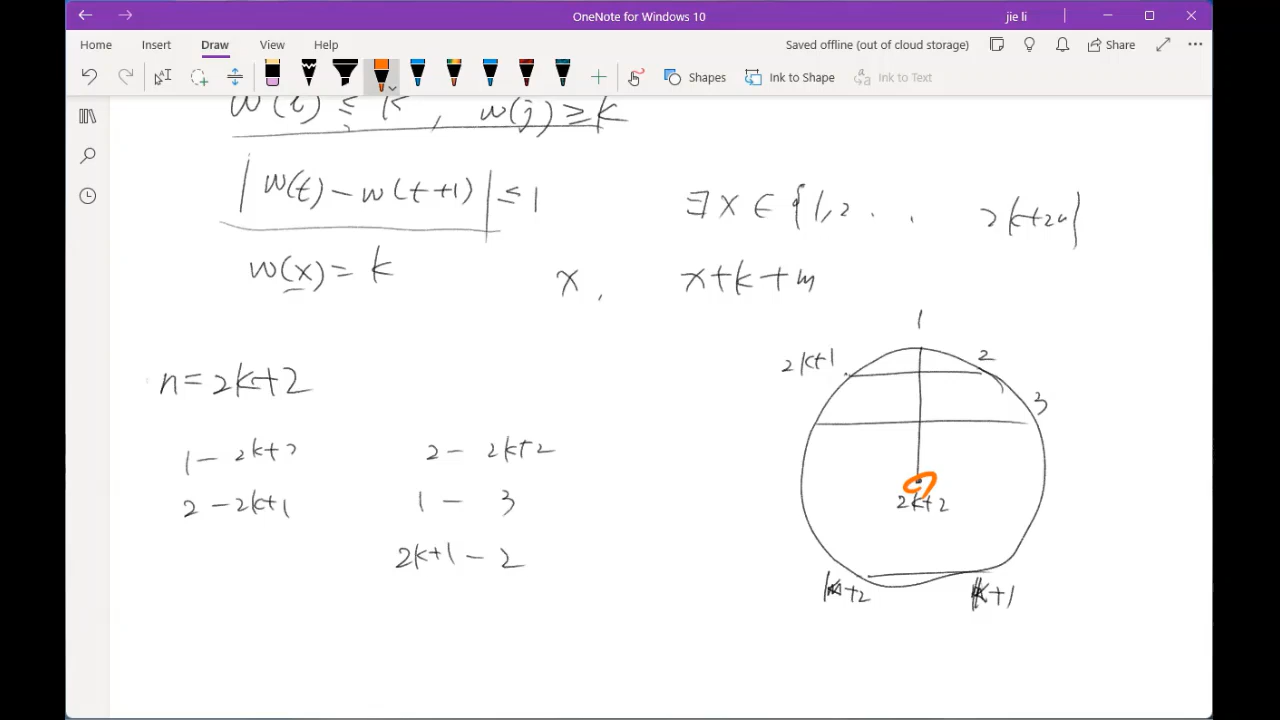 OneNote for Windows 10
jie li
Home Insert Draw View Help
Saved offline (out of cloud storage)
Share
Shapes
Ink to Shape
Ink to Text
w(i) ≤ k , w(j) ≥ k
|w(t) - w(t+1)| ≤ 1
∃ x ∈ {1,2 . . 2k+2m}
w(x) = k
x , x+k+m
1
2k+1
2
3
n=2k+2
1 - 2k+2
2 - 2k+2
2 - 2k+1
1 - 3
2k+2
2k+1 - 2
k+2
k+1